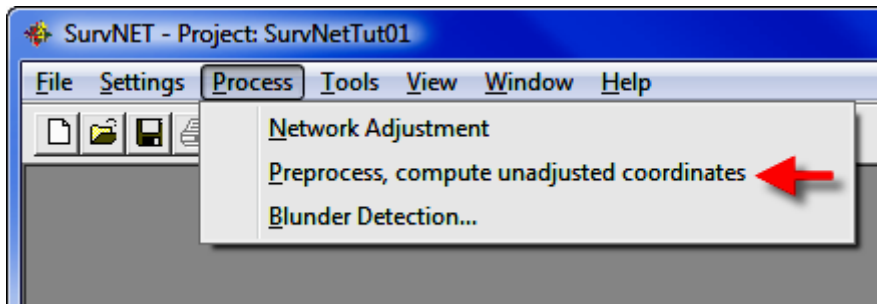 SurvNET - Project: SurvNetTut01
File Settings Process Tools View Window Help
Network Adjustment
Preprocess, compute unadjusted coordinates
Blunder Detection...